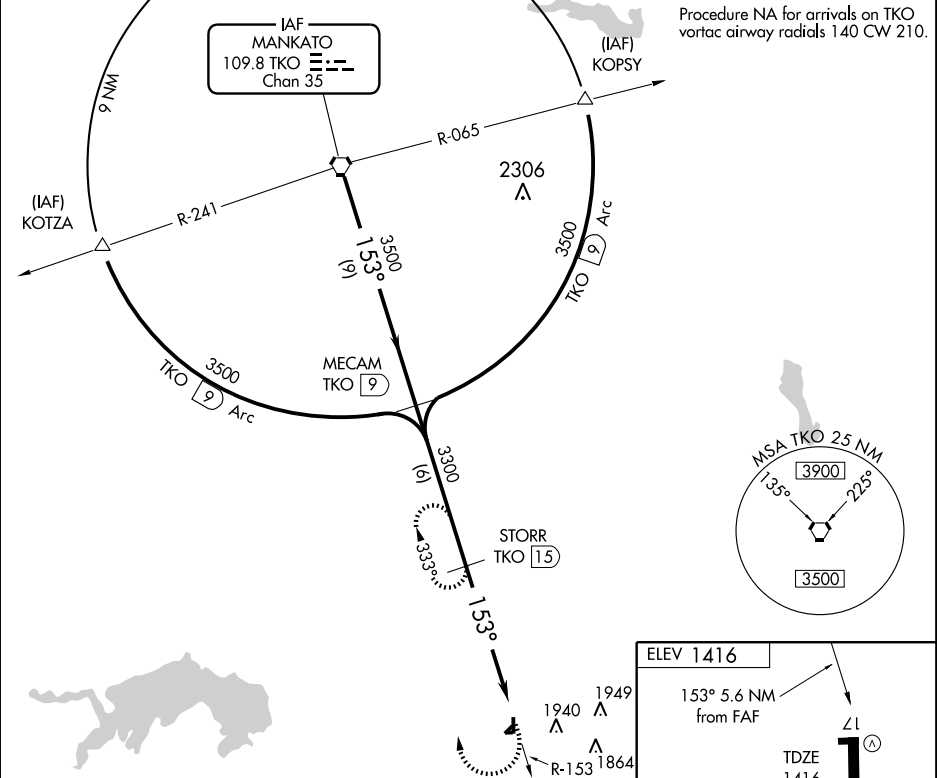 Procedure NA for arrivals on TKO
vortac airway radials 140 CW 210.
IAF
MANKATO
109.8 TKO
Chan 35
(IAF)
KOPSY
9 NM
R-065
2306
(IAF)
KOTZA
R-241
3500
153°
(9)
3500
TKO 9 Arc
MECAM
TKO 9
3500
TKO 9 Arc
3300
(6)
MSA TKO 25 NM
3900
135°
225°
3500
STORR
TKO 15
333°
153°
ELEV 1416
153° 5.6 NM
from FAF
1949
1940
1864
R-153
17
TDZE
1416